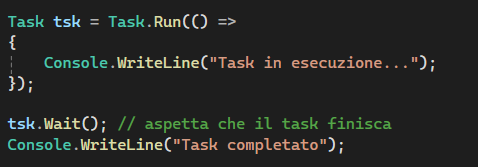 Task tsk = Task.Run(() =>
{
    Console.WriteLine("Task in esecuzione...");
});

tsk.Wait(); // aspetta che il task finisca
Console.WriteLine("Task completato");